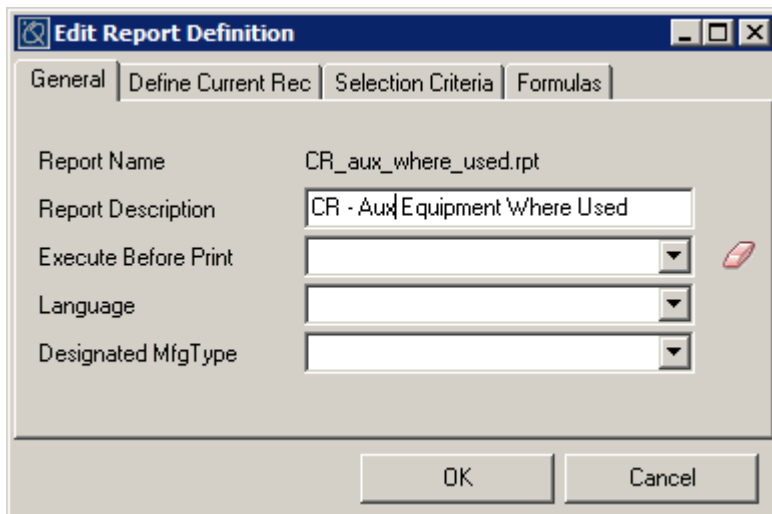 Edit Report Definition
General Define Current Rec Selection Criteria Formulas
Report Name CR_aux_where_used.rpt
Report Description CR - Aux Equipment Where Used
Execute Before Print
Language
Designated MfgType
OK Cancel